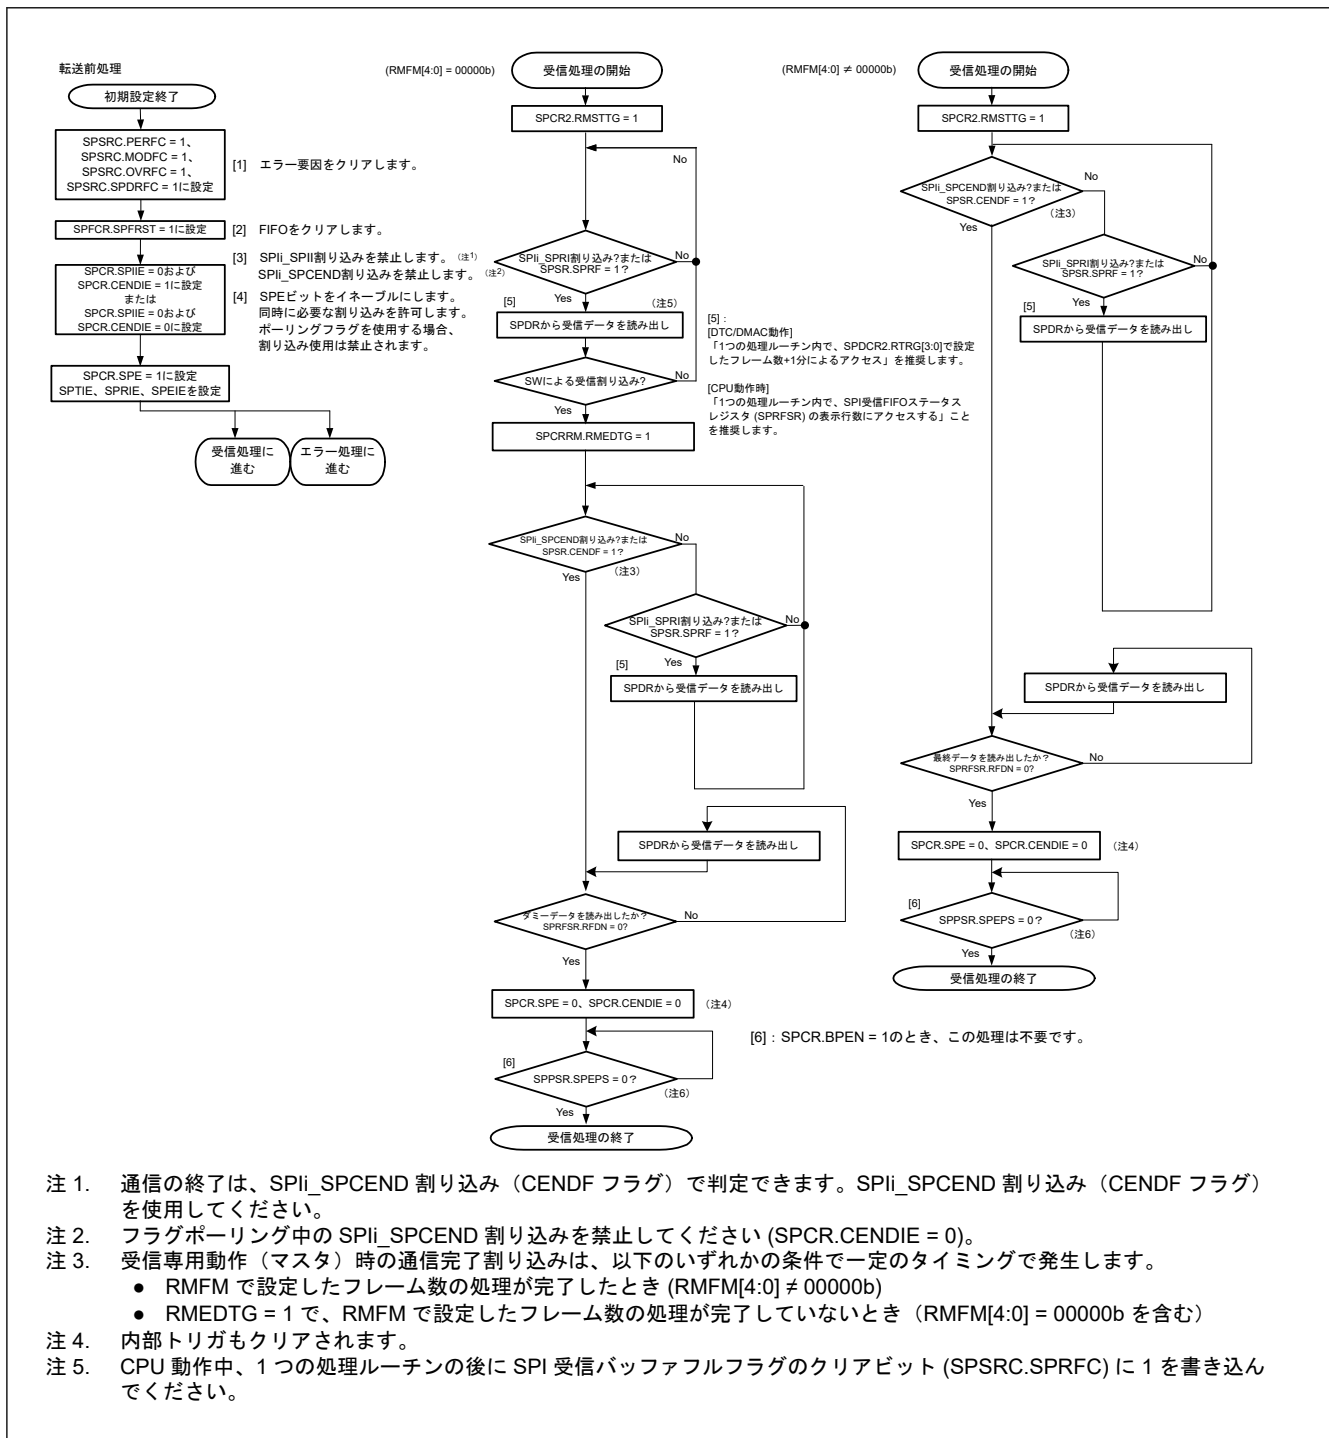 転送前処理
初期設定終了
SPSRC.PERFC = 1、
SPSRC.MODFC = 1、
SPSRC.OVRFC = 1、
SPSRC.SPDRFC = 1に設定
[1] エラー要因をクリアします。
SPFCR.SPFRST = 1に設定
[2] FIFOをクリアします。
SPCR.SPIIE = 0および
SPCR.CENDIE = 1に設定
または
SPCR.SPIIE = 0および
SPCR.CENDIE = 0に設定
[3] SPIi_SPII割り込みを禁止します。(注1)
SPIi_SPCEND割り込みを禁止します。(注2)
[4] SPEビットをイネーブルにします。
同時に必要な割り込みを許可します。
ポーリングフラグを使用する場合、
割り込み使用は禁止されます。
SPCR.SPE = 1に設定
SPTIE、SPRIE、SPEIEを設定
受信処理に
進む
エラー処理に
進む
(RMFM[4:0] = 00000b)
受信処理の開始
SPCR2.RMSTTG = 1
No
SPIi_SPRI割り込み?または
SPSR.SPRF = 1?
No
[5]
Yes
(注5)
SPDRから受信データを読み出し
SWによる受信割り込み?
No
Yes
SPCRRM.RMEDTG = 1
[5]:
[DTC/DMAC動作]
「1つの処理ルーチン内で、SPDCR2.RTRG[3:0]で設定
したフレーム数+1分によるアクセス」を推奨します。
[CPU動作時]
「1つの処理ルーチン内で、SPI受信FIFOステータス
レジスタ (SPRFSR) の表示行数にアクセスする」こと
を推奨します。
SPIi_SPCEND割り込み?または
SPSR.CENDF = 1?
No
(注3)
Yes
SPIi_SPRI割り込み?または
SPSR.SPRF = 1?
No
[5]
Yes
SPDRから受信データを読み出し
SPDRから受信データを読み出し
ダミーデータを読み出したか?
SPRFSR.RFDN = 0?
No
Yes
SPCR.SPE = 0、SPCR.CENDIE = 0
(注4)
[6]
SPPSR.SPEPS = 0?
(注6)
Yes
受信処理の終了
(RMFM[4:0] ≠ 00000b)
受信処理の開始
SPCR2.RMSTTG = 1
SPIi_SPCEND割り込み?または
SPSR.CENDF = 1?
No
(注3)
Yes
SPIi_SPRI割り込み?または
SPSR.SPRF = 1?
No
[5]
Yes
SPDRから受信データを読み出し
SPDRから受信データを読み出し
最終データを読み出したか?
SPRFSR.RFDN = 0?
No
Yes
SPCR.SPE = 0、SPCR.CENDIE = 0
(注4)
[6]
SPPSR.SPEPS = 0?
(注6)
Yes
受信処理の終了
[6]:SPCR.BPEN = 1のとき、この処理は不要です。
注 1. 通信の終了は、SPIi_SPCEND 割り込み(CENDF フラグ)で判定できます。SPIi_SPCEND 割り込み(CENDF フラグ)
を使用してください。
注 2. フラグポーリング中の SPIi_SPCEND 割り込みを禁止してください (SPCR.CENDIE = 0)。
注 3. 受信専用動作(マスタ)時の通信完了割り込みは、以下のいずれかの条件で一定のタイミングで発生します。
● RMFM で設定したフレーム数の処理が完了したとき (RMFM[4:0] ≠ 00000b)
● RMEDTG = 1 で、RMFM で設定したフレーム数の処理が完了していないとき(RMFM[4:0] = 00000b を含む)
注 4. 内部トリガもクリアされます。
注 5. CPU 動作中、1 つの処理ルーチンの後に SPI 受信バッファフルフラグのクリアビット (SPSRC.SPRFC) に 1 を書き込ん
でください。